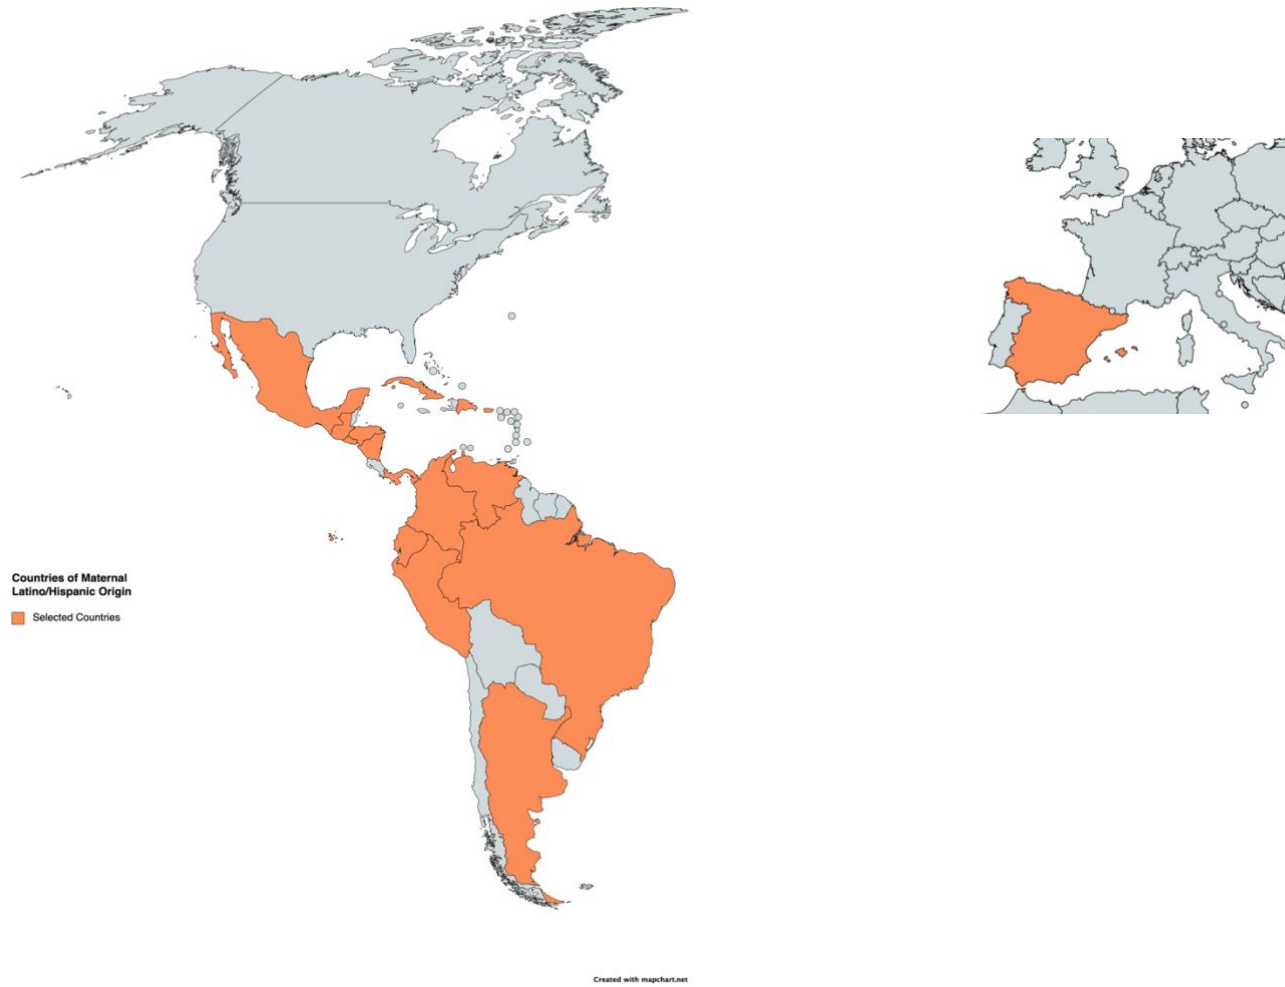 Countries of Maternal
Latino/Hispanic Origin
Selected Countries
Created with mapchart.net